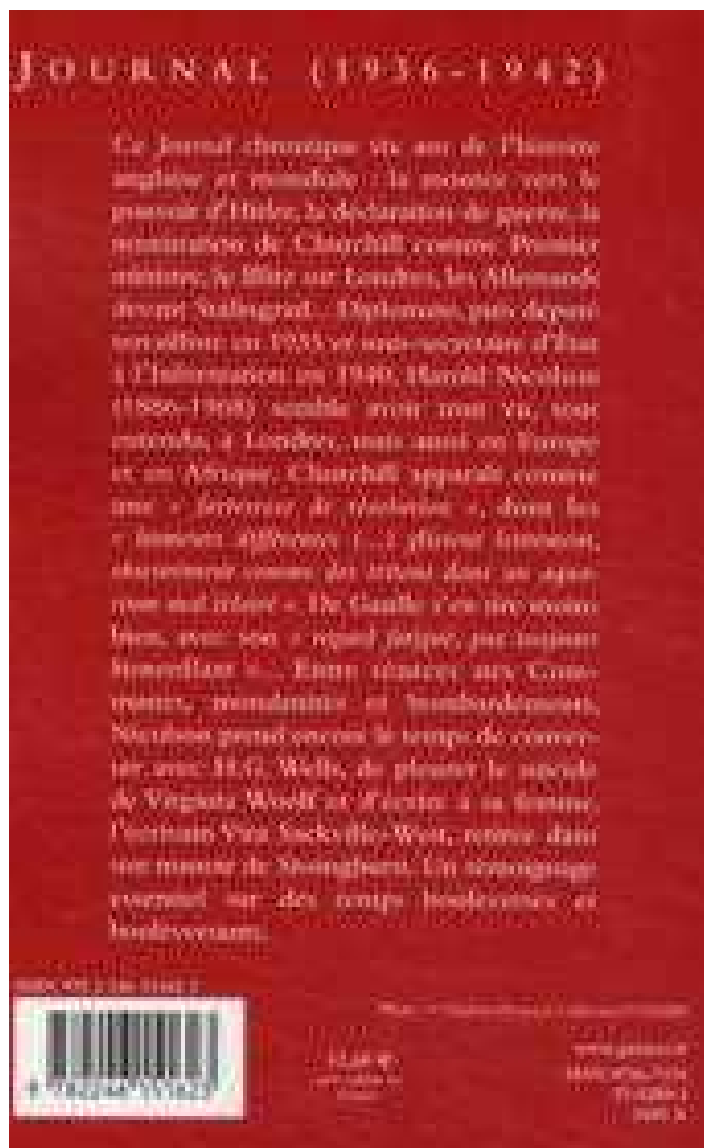 JOURNAL (1936-1942)
Ce Journal chronique six ans de l'histoire
anglaise et mondiale : la montée vers le
pouvoir d'Hitler, la déclaration de guerre, la
nomination de Churchill comme Premier
ministre, le Blitz sur Londres, les Allemands
devant Stalingrad... Diplomate, puis député
travailliste en 1935 et sous-secrétaire d'État
à l'Information en 1940, Harold Nicolson
(1886-1968) semble avoir tout vu, tout
entendu, à Londres, mais aussi en Europe
et en Afrique. Churchill apparaît comme
une « forteresse de résolution », dont les
« humeurs différentes (...) glissent lentement,
obscurément comme des tritons dans un aqua-
rium mal éclairé ». De Gaulle s'en tire moins
bien, avec son « regard fatigué, pas toujours
bienveillant »... Entre séances aux Com-
munes, mondanités et bombardements,
Nicolson prend encore le temps de conver-
ser avec H.G. Wells, de pleurer le suicide
de Virginia Woolf et d'écrire à sa femme,
l'écrivain Vita Sackville-West, retirée dans
son manoir de Sissinghurst. Un témoignage
essentiel sur des temps bouleversés et
bouleversants.
9 782246